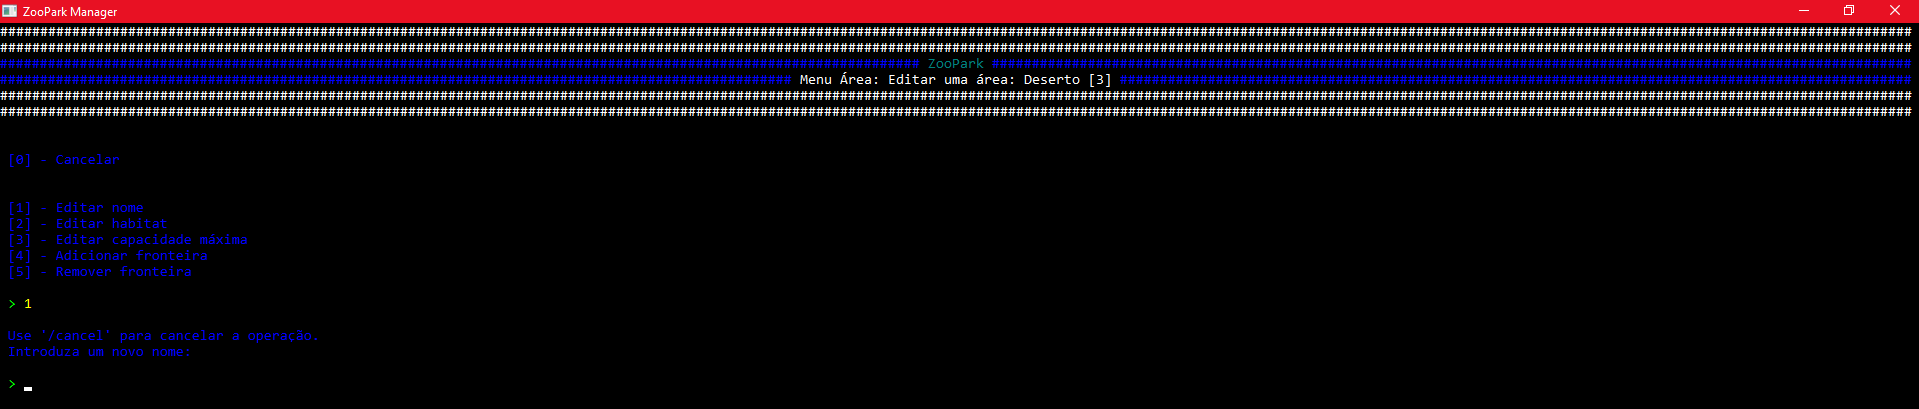 ZooPark Manager
ZooPark
Menu Área: Editar uma área: Deserto [3]
[0] - Cancelar
[1] - Editar nome
[2] - Editar habitat
[3] - Editar capacidade máxima
[4] - Adicionar fronteira
[5] - Remover fronteira
> 1
Use '/cancel' para cancelar a operação.
Introduza um novo nome:
>